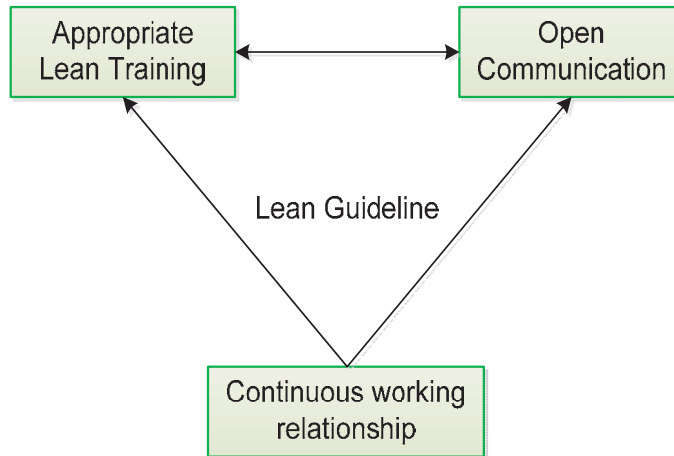 Appropriate
Lean Training
Open
Communication
Lean Guideline
Continuous working
relationship